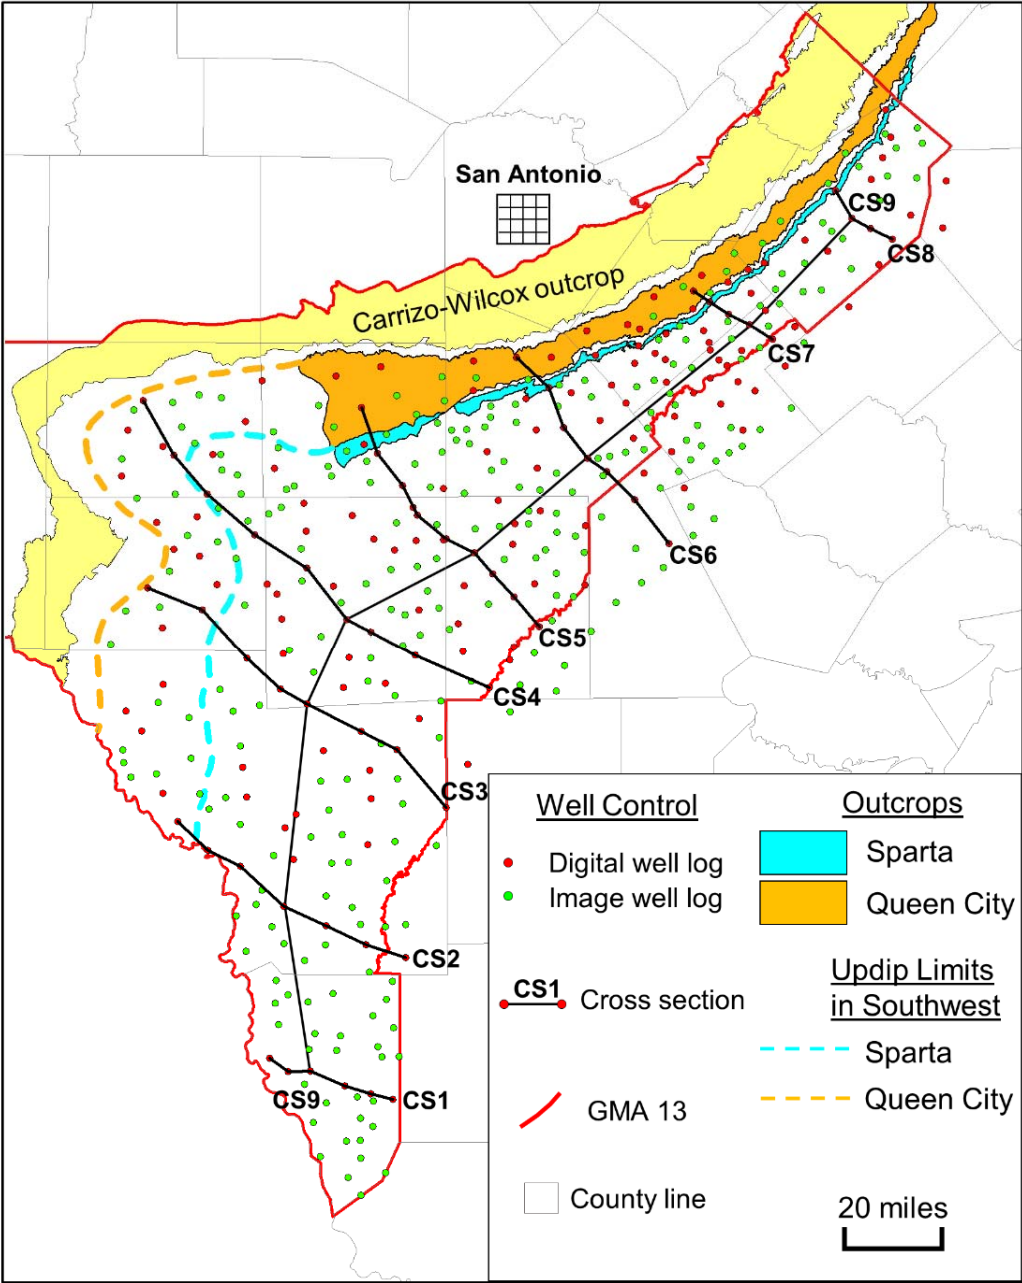 San Antonio
CS9
CS8
Carrizo-Wilcox outcrop
CS7
CS6
CS5
CS4
CS3
CS2
CS9
CS1
Well Control
Digital well log
Image well log
CS1
Cross section
GMA 13
County line
Outcrops
Sparta
Queen City
Updip Limits
in Southwest
Sparta
Queen City
20 miles